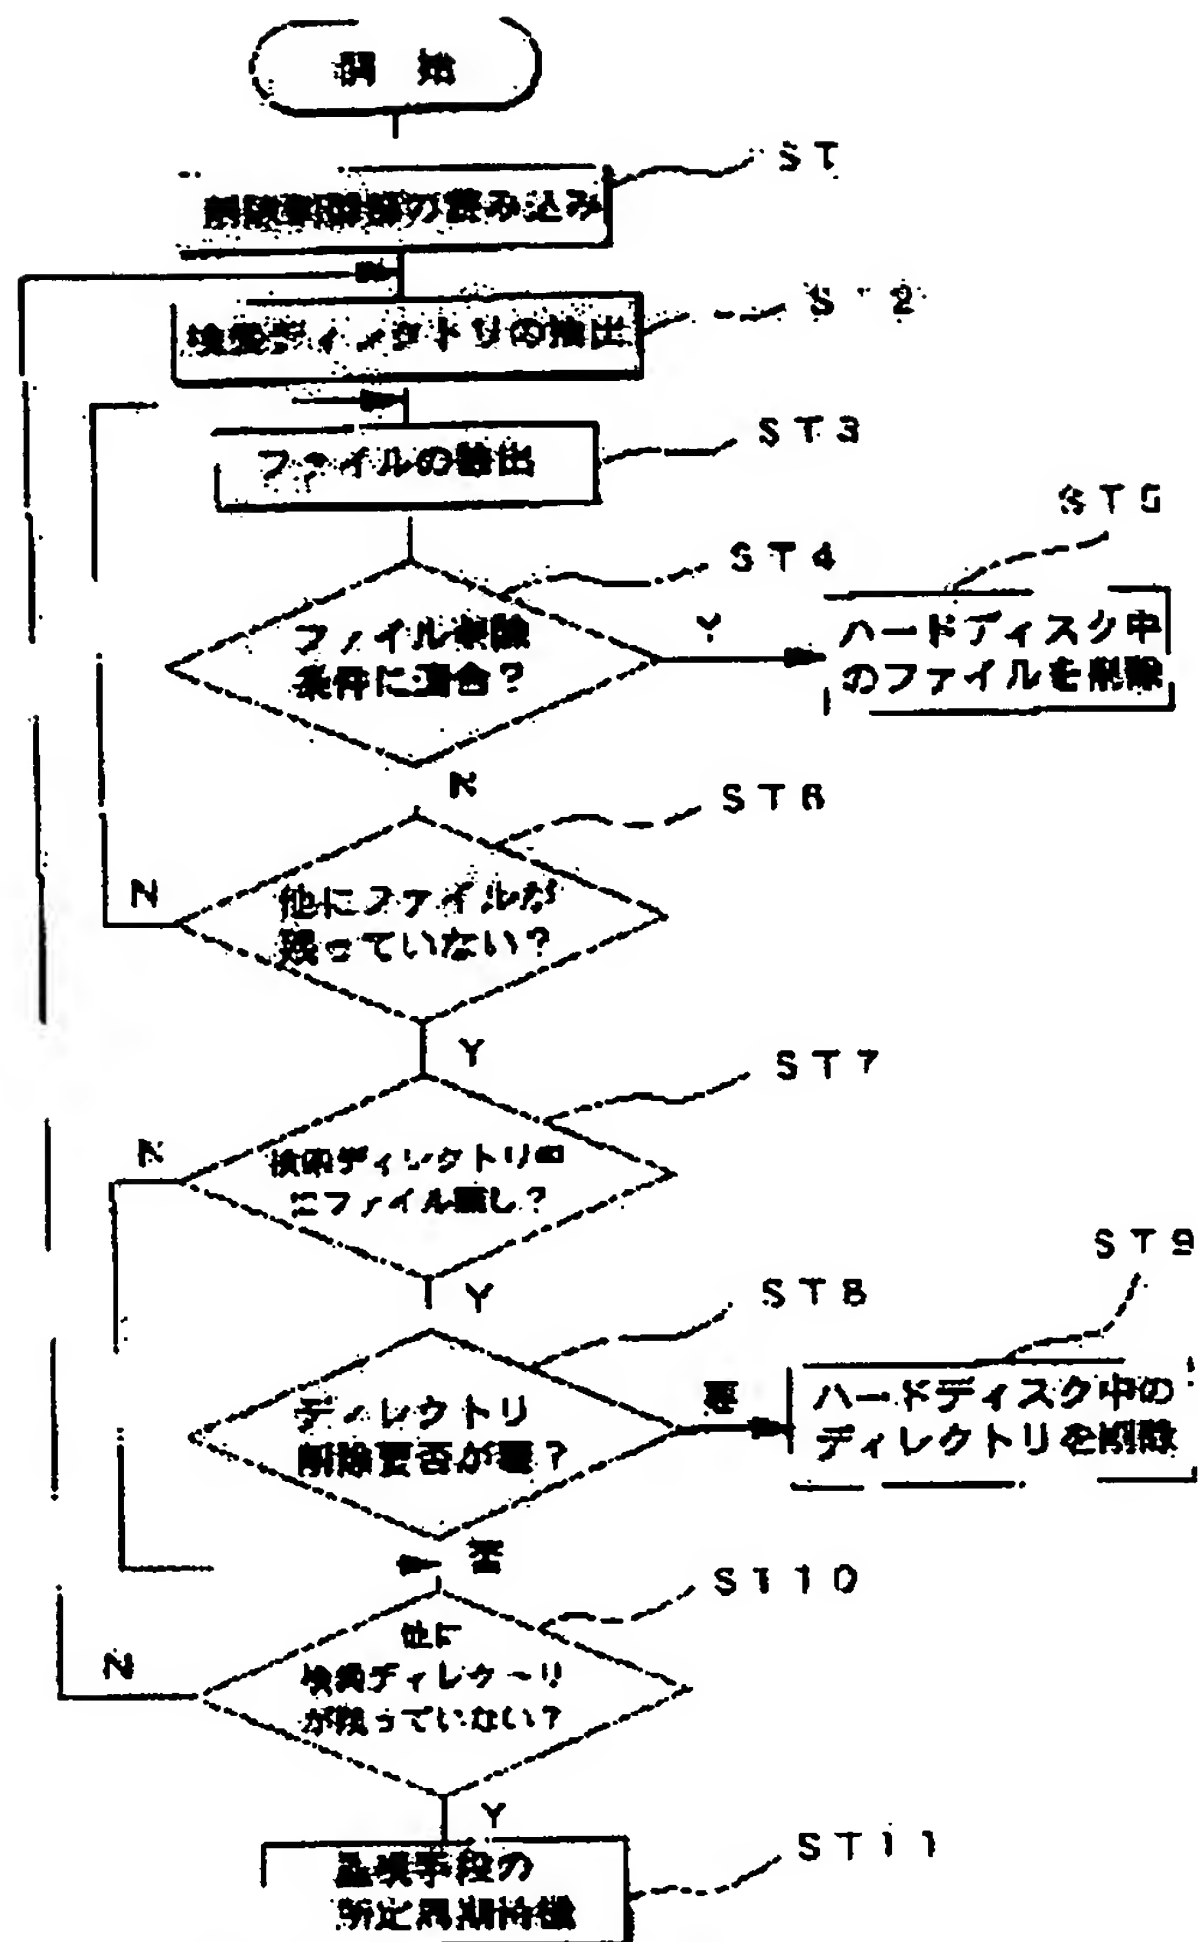 開 始
ST
の読み込み
ST2
検索ディレクトリの抽出
ST3
ファイルの抽出
ST4
ST5
ファイル削除
条件に適合?
Y
ハードディスク中
のファイルを削除
N
ST6
N
他にファイルが
残っていない?
Y
ST7
N
検索ディレクトリ中
にファイル無し?
Y
ST8
ST9
ディレクトリ
削除要否が要?
要
ハードディスク中の
ディレクトリを削除
否
ST10
N
他に
検索ディレクトリ
が残っていない?
Y
ST11
手段の
所定周期待機